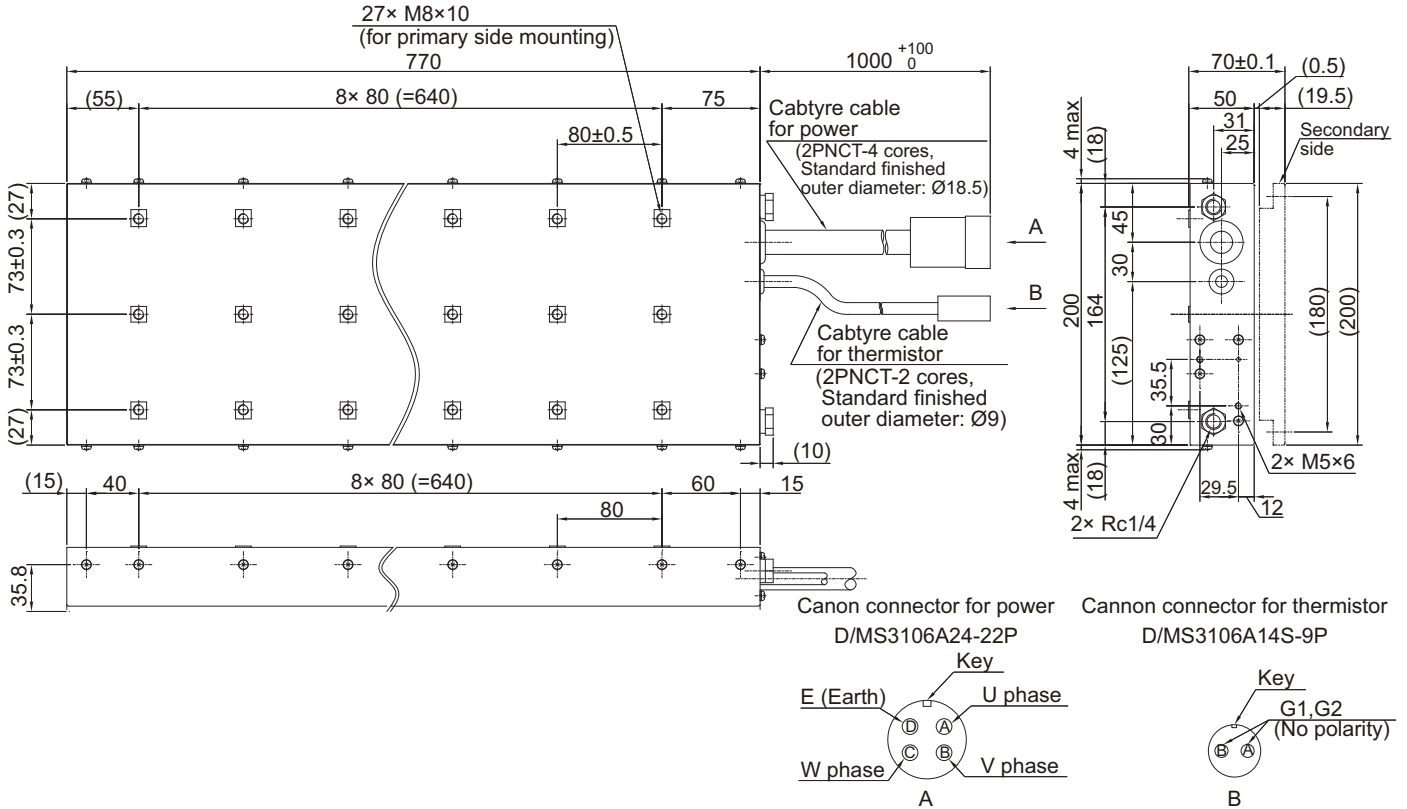 27× M8×10
(for primary side mounting)
770
1000 +100 0
70±0.1
(0.5)
(55)
8× 80 (=640)
75
50
(19.5)
80±0.5
31
25
Cabtyre cable
for power
(2PNCT-4 cores,
Standard finished
outer diameter: Ø18.5)
4 max
(18)
Secondary
side
(27)
73±0.3
73±0.3
(27)
A
B
45
30
200
164
(125)
35.5
30
(180)
(200)
Cabtyre cable
for thermistor
(2PNCT-2 cores,
Standard finished
outer diameter: Ø9)
(10)
4 max
(18)
2× M5×6
29.5
12
2× Rc1/4
(15)
40
8× 80 (=640)
60
15
80
35.8
Canon connector for power
D/MS3106A24-22P
Key
E (Earth)
U phase
D
A
C
B
W phase
V phase
A
Cannon connector for thermistor
D/MS3106A14S-9P
Key
G1,G2
(No polarity)
B
A
B